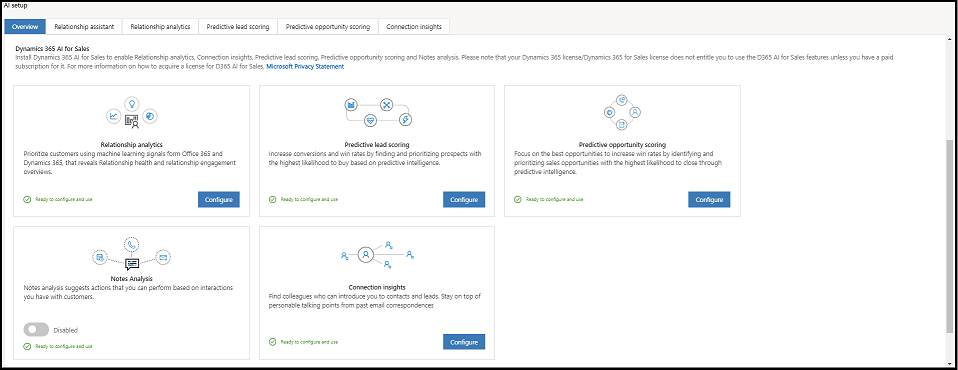 AI setup
Overview
Relationship assistant
Relationship analytics
Predictive lead scoring
Predictive opportunity scoring
Connection insights
Dynamics 365 AI for Sales
Install Dynamics 365 AI for Sales to enable Relationship analytics, Connection insights, Predictive lead scoring, Predictive opportunity scoring and Notes analysis. Please note that your Dynamics 365 license/Dynamics 365 for Sales license does not entitle you to use the D365 AI for Sales features unless you have a paid
subscription for it. For more information on how to acquire a license for D365 AI for Sales, Microsoft Privacy Statement
Relationship analytics
Prioritize customers using machine learning signals form Office 365 and
Dynamics 365, that reveals Relationship health and relationship engagement
overviews.
Ready to configure and use
Configure
Predictive lead scoring
Increase conversions and win rates by finding and prioritizing prospects with
the highest likelihood to buy based on predictive intelligence.
Ready to configure and use
Configure
Predictive opportunity scoring
Focus on the best opportunities to increase win rates by identifying and
prioritizing sales opportunities with the highest likelihood to close through
predictive intelligence.
Ready to configure and use
Configure
Notes Analysis
Notes analysis suggests actions that you can perform based on interactions
you have with customers.
Disabled
Ready to configure and use
Connection insights
Find colleagues who can introduce you to contacts and leads. Stay on top of
personable talking points from past email correspondences
Ready to configure and use
Configure